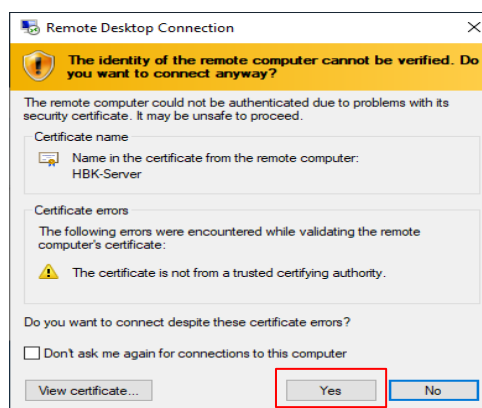 Remote Desktop Connection
The identity of the remote computer cannot be verified. Do
you want to connect anyway?
The remote computer could not be authenticated due to problems with its
security certificate. It may be unsafe to proceed.
Certificate name
Name in the certificate from the remote computer:
HBK-Server
Certificate errors
The following errors were encountered while validating the remote
computer's certificate:
The certificate is not from a trusted certifying authority.
Do you want to connect despite these certificate errors?
Don't ask me again for connections to this computer
View certificate... Yes No